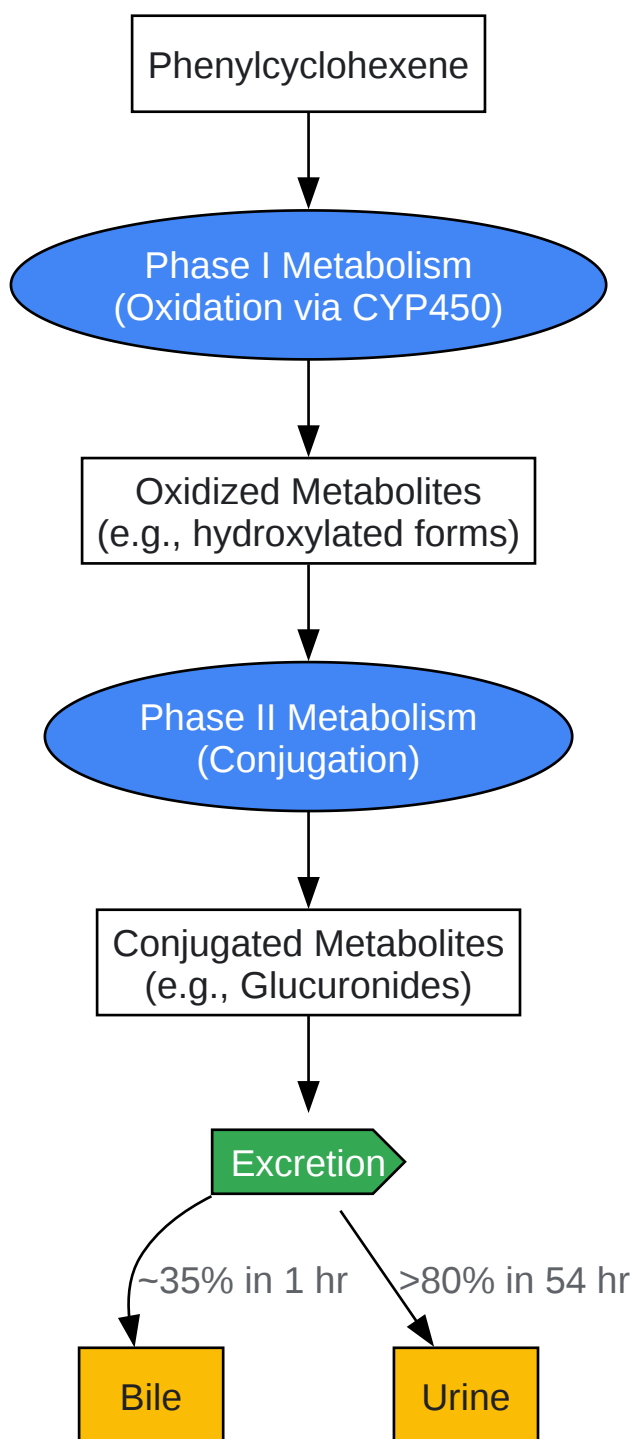 Phenylcyclohexene
Phase I Metabolism
(Oxidation via CYP450)
Oxidized Metabolites
(e.g., hydroxylated forms)
Phase II Metabolism
(Conjugation)
Conjugated Metabolites
(e.g., Glucuronides)
Excretion
~35% in 1 hr
>80% in 54 hr
Bile
Urine